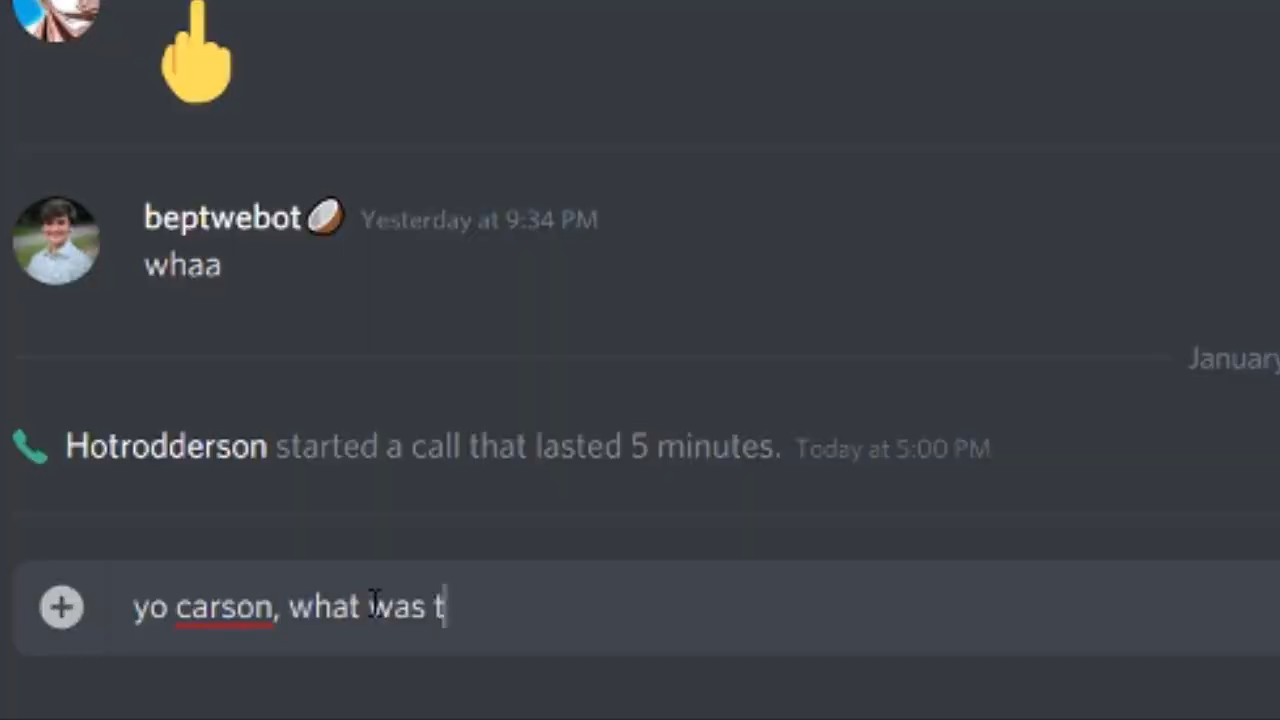 beptwebot🥥 Yesterday at 9:34 PM
whaa
January
Hotrodderson started a call that lasted 5 minutes. Today at 5:00 PM
yo carson, what was t